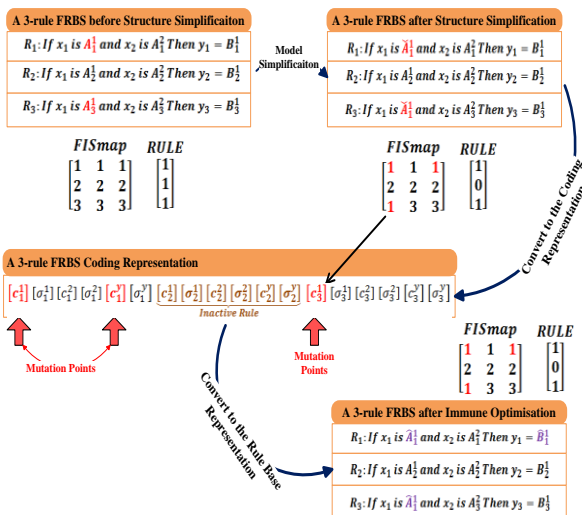 A 3-rule FRBS before Structure Simplificaiton
R₁: If x₁ is A₁¹ and x₂ is A₁² Then y₁ = B₁¹
R₂: If x₁ is A₂¹ and x₂ is A₂² Then y₂ = B₂¹
R₃: If x₁ is A₃¹ and x₂ is A₃² Then y₃ = B₃¹
FISmap RULE
[1 1 1] [1]
[2 2 2] [1]
[3 3 3] [1]
Model
Simplificaiton
A 3-rule FRBS after Structure Simplification
R₁: If x₁ is Ǎ₁¹ and x₂ is A₁² Then y₁ = B₁¹
R₂: If x₁ is A₂¹ and x₂ is A₂² Then y₂ = B₂¹
R₃: If x₁ is Ǎ₁¹ and x₂ is A₃² Then y₃ = B₃¹
FISmap RULE
[1 1 1] [1]
[2 2 2] [0]
[1 3 3] [1]
Convert to the Coding
Representation
A 3-rule FRBS Coding Representation
[c₁¹] [σ₁¹] [c₁²] [σ₁²] [c₁ʸ] [σ₁ʸ] [c₂¹] [σ₂¹] [c₂²] [σ₂²] [c₂ʸ] [σ₂ʸ] [c₃¹] [σ₃¹] [c₃²] [σ₃²] [c₃ʸ] [σ₃ʸ]
Inactive Rule
Mutation Points
Mutation
Points
Convert to the Rule Base
Representation
FISmap RULE
[1 1 1] [1]
[2 2 2] [0]
[1 3 3] [1]
A 3-rule FRBS after Immune Optimisation
R₁: If x₁ is Â₁¹ and x₂ is A₁² Then y₁ = B̂₁¹
R₂: If x₁ is A₂¹ and x₂ is A₂² Then y₂ = B₂¹
R₃: If x₁ is Â₁¹ and x₂ is A₃² Then y₃ = B₃¹